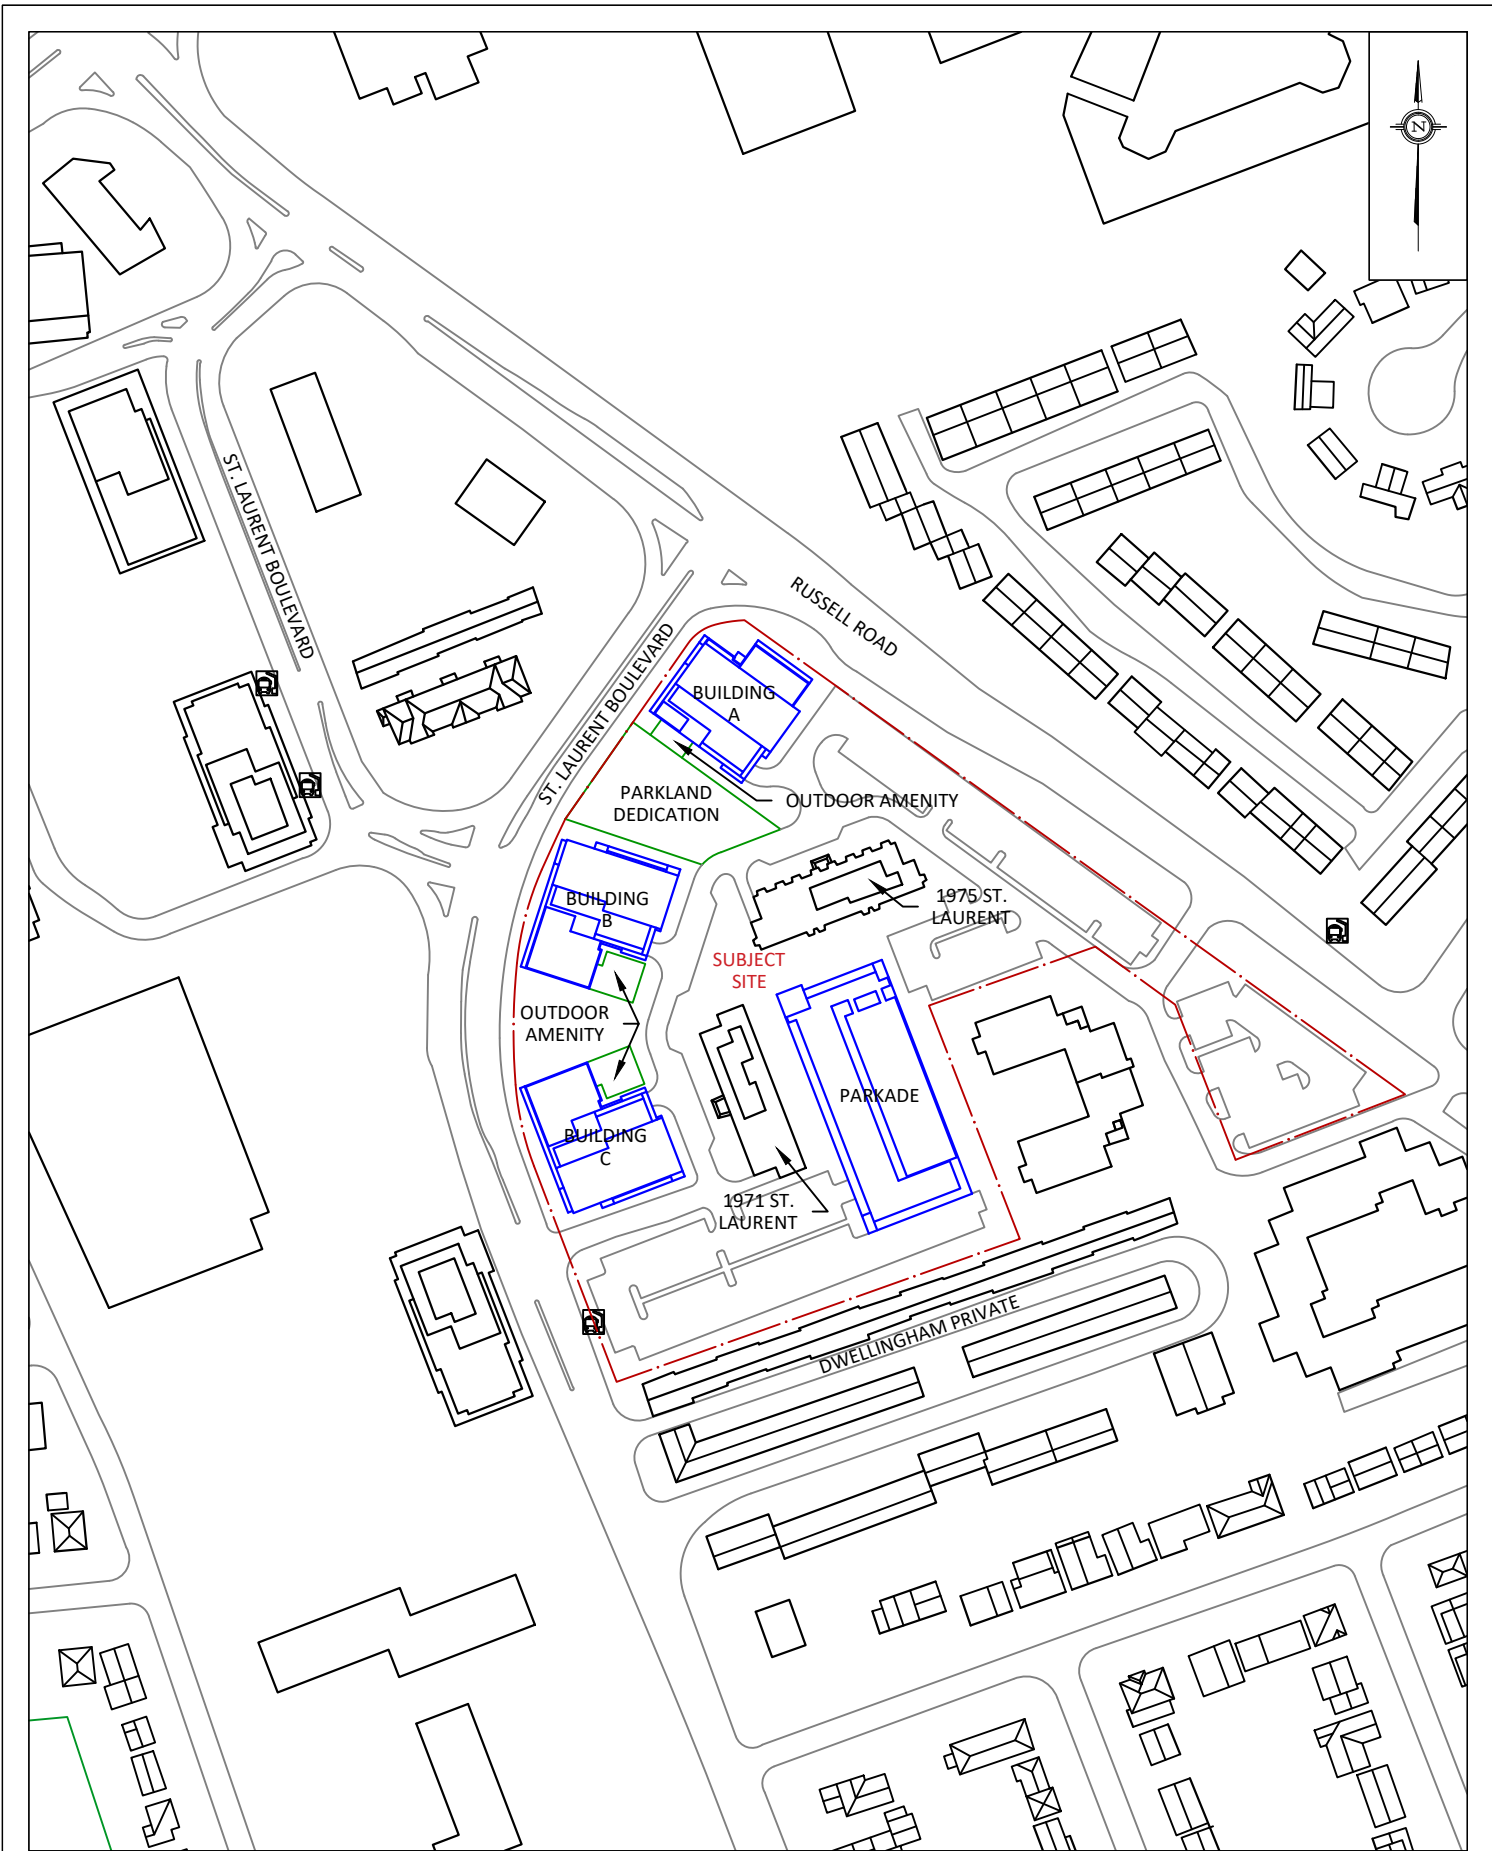 N
ST. LAURENT BOULEVARD
RUSSELL ROAD
ST. LAURENT BOULEVARD
BUILDING
A
PARKLAND
DEDICATION
OUTDOOR AMENITY
BUILDING
B
1975 ST.
LAURENT
SUBJECT
SITE
OUTDOOR
AMENITY
PARKADE
BUILDING
C
1971 ST.
LAURENT
DWELLINGHAM PRIVATE